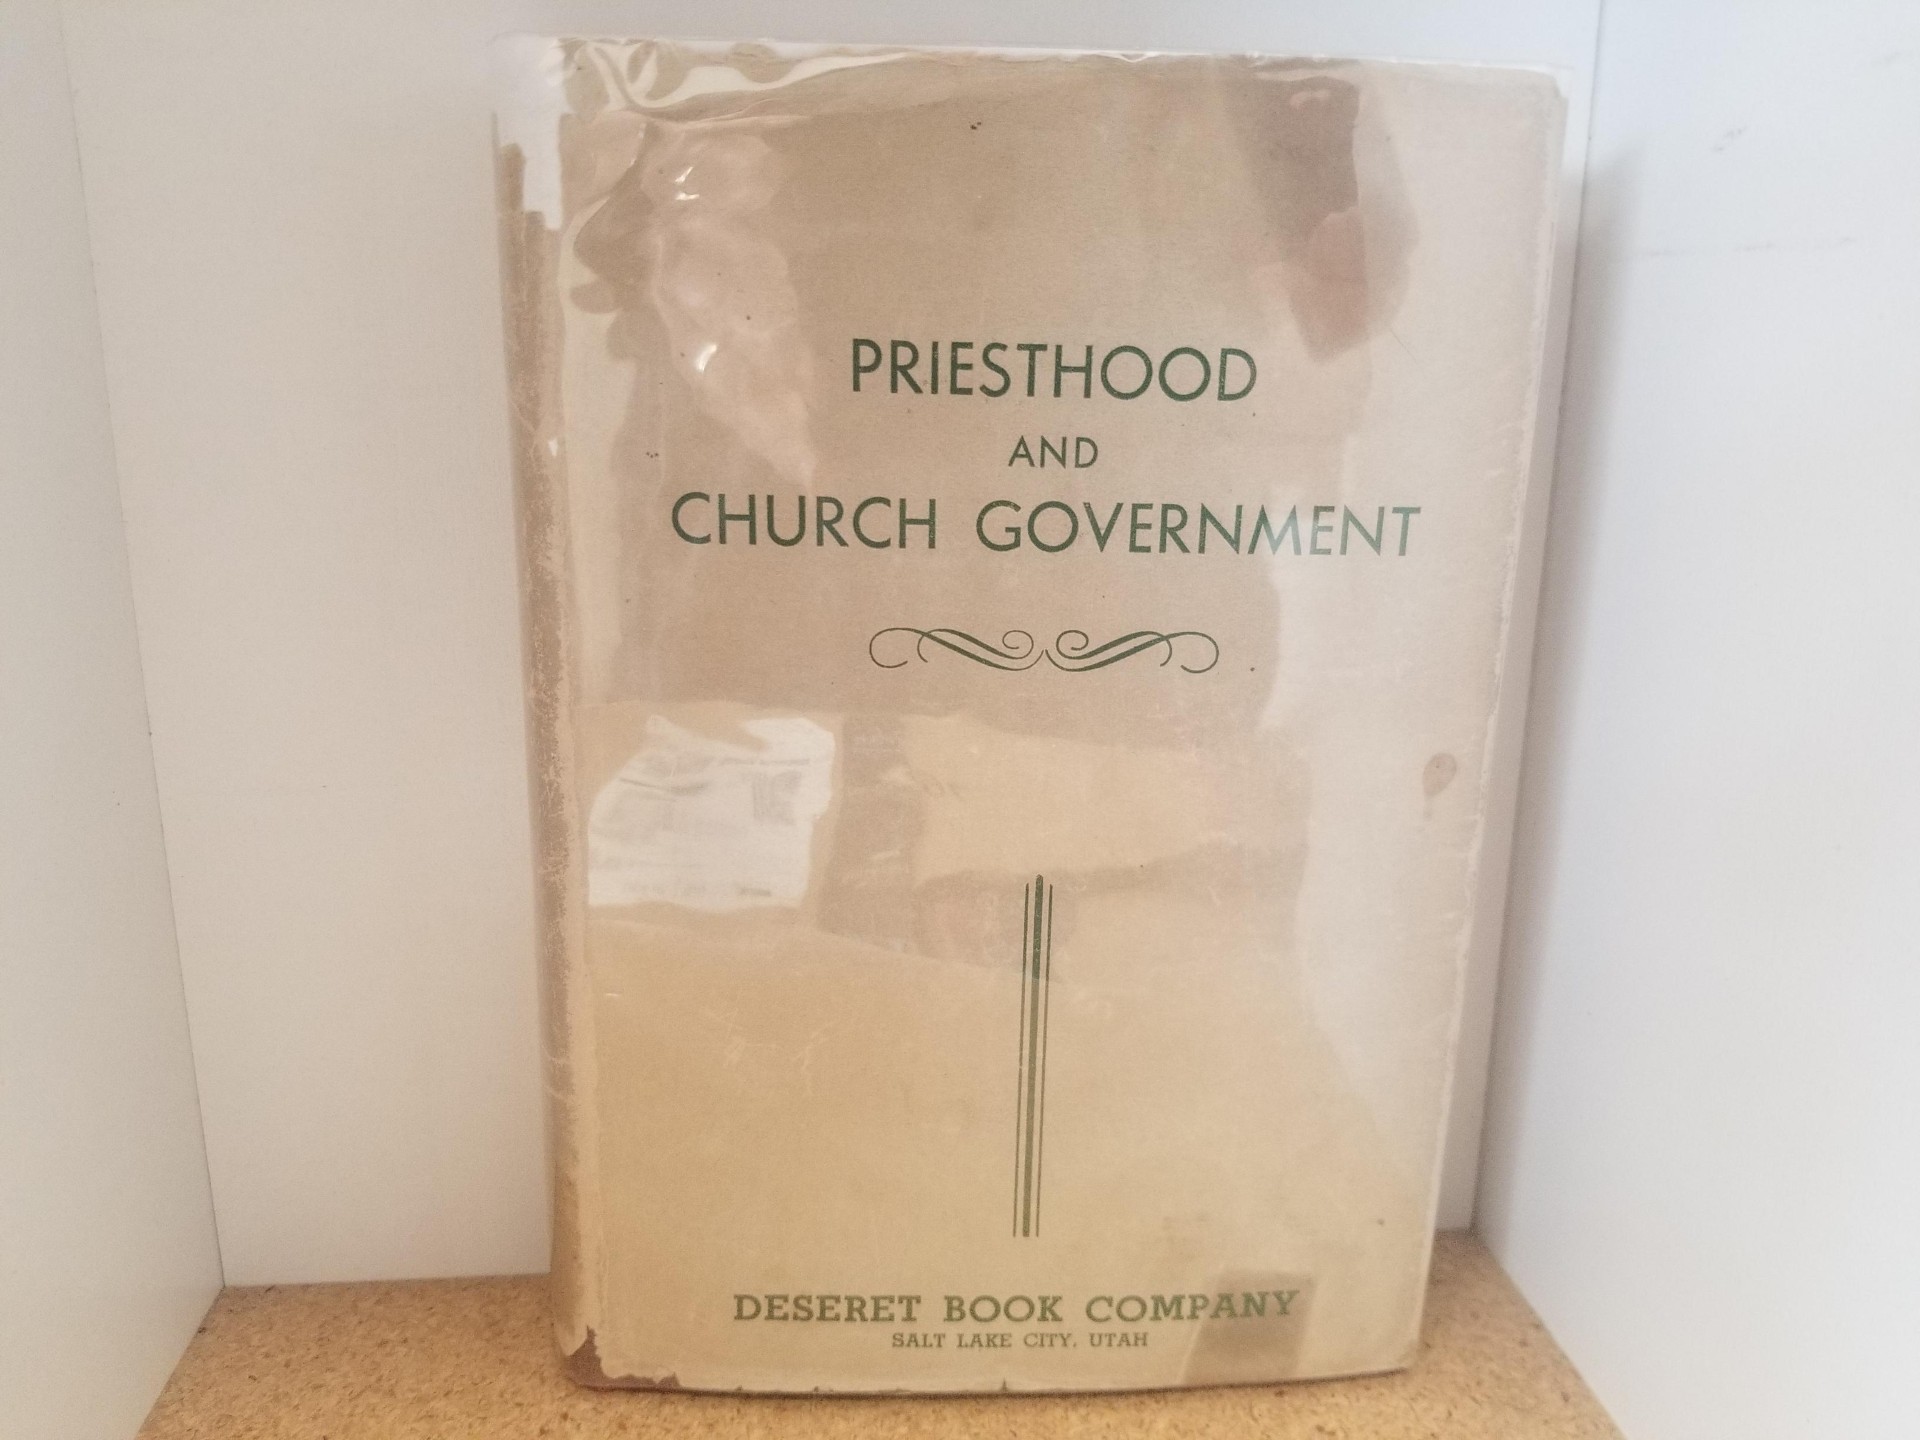 PRIESTHOOD
AND
CHURCH GOVERNMENT
DESERET BOOK COMPANY
SALT LAKE CITY, UTAH